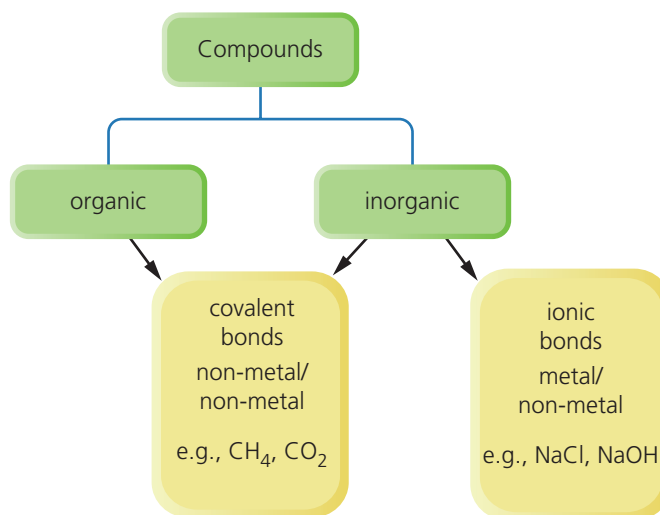 Compounds
organic
inorganic
covalent
bonds
non-metal/
non-metal
e.g., CH₄, CO₂
ionic
bonds
metal/
non-metal
e.g., NaCl, NaOH